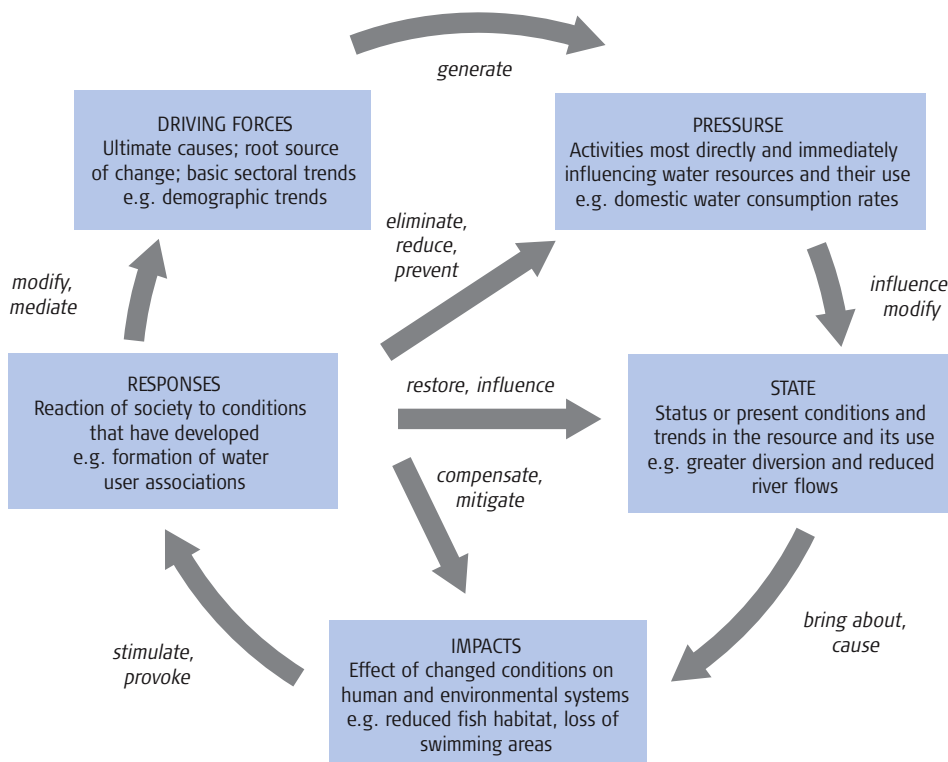 generate
DRIVING FORCES
Ultimate causes; root source
of change; basic sectoral trends
e.g. demographic trends
PRESSURSE
Activities most directly and immediately
influencing water resources and their use
e.g. domestic water consumption rates
eliminate,
reduce,
prevent
modify,
mediate
influence
modify
RESPONSES
Reaction of society to conditions
that have developed
e.g. formation of water
user associations
restore, influence
STATE
Status or present conditions and
trends in the resource and its use
e.g. greater diversion and reduced
river flows
compensate,
mitigate
bring about,
cause
stimulate,
provoke
IMPACTS
Effect of changed conditions on
human and environmental systems
e.g. reduced fish habitat, loss of
swimming areas